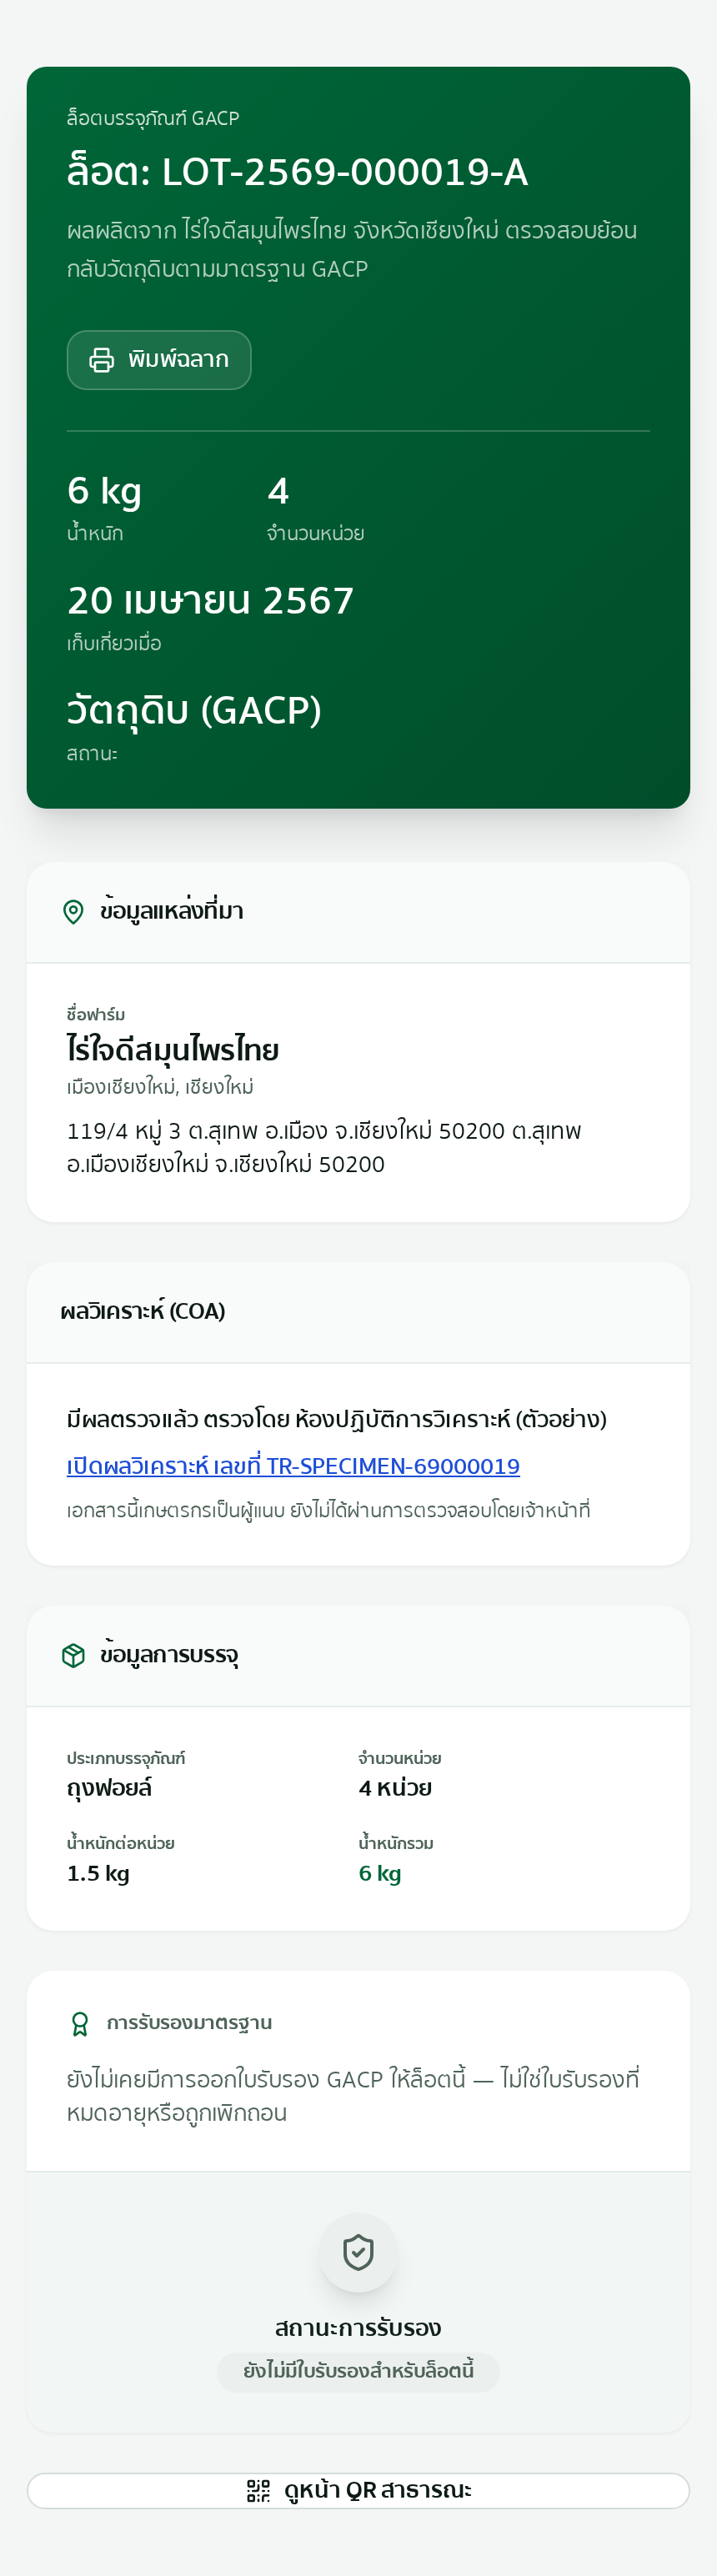 ล็อตบรรจุภัณฑ์ GACP
ล็อต: LOT-2569-000019-A
ผลผลิตจาก ไร่ใจดีสมุนไพรไทย จังหวัดเชียงใหม่ ตรวจสอบย้อน
กลับวัตถุดิบตามมาตรฐาน GACP
พิมพ์ฉลาก
6 kg
น้ำหนัก
4
จำนวนหน่วย
20 เมษายน 2567
เก็บเกี่ยวเมื่อ
วัตถุดิบ (GACP)
สถานะ
ข้อมูลแหล่งที่มา
ชื่อฟาร์ม
ไร่ใจดีสมุนไพรไทย
เมืองเชียงใหม่, เชียงใหม่
119/4 หมู่ 3 ต.สุเทพ อ.เมือง จ.เชียงใหม่ 50200 ต.สุเทพ
อ.เมืองเชียงใหม่ จ.เชียงใหม่ 50200
ผลวิเคราะห์ (COA)
มีผลตรวจแล้ว ตรวจโดย ห้องปฏิบัติการวิเคราะห์ (ตัวอย่าง)
เปิดผลวิเคราะห์ เลขที่ TR-SPECIMEN-69000019
เอกสารนี้เกษตรกรเป็นผู้แนบ ยังไม่ได้ผ่านการตรวจสอบโดยเจ้าหน้าที่
ข้อมูลการบรรจุ
ประเภทบรรจุภัณฑ์
ถุงฟอยล์
จำนวนหน่วย
4 หน่วย
น้ำหนักต่อหน่วย
1.5 kg
น้ำหนักรวม
6 kg
การรับรองมาตรฐาน
ยังไม่เคยมีการออกใบรับรอง GACP ให้ล็อตนี้ — ไม่ใช่ใบรับรองที่
หมดอายุหรือถูกเพิกถอน
สถานะการรับรอง
ยังไม่มีใบรับรองสำหรับล็อตนี้
ดูหน้า QR สาธารณะ